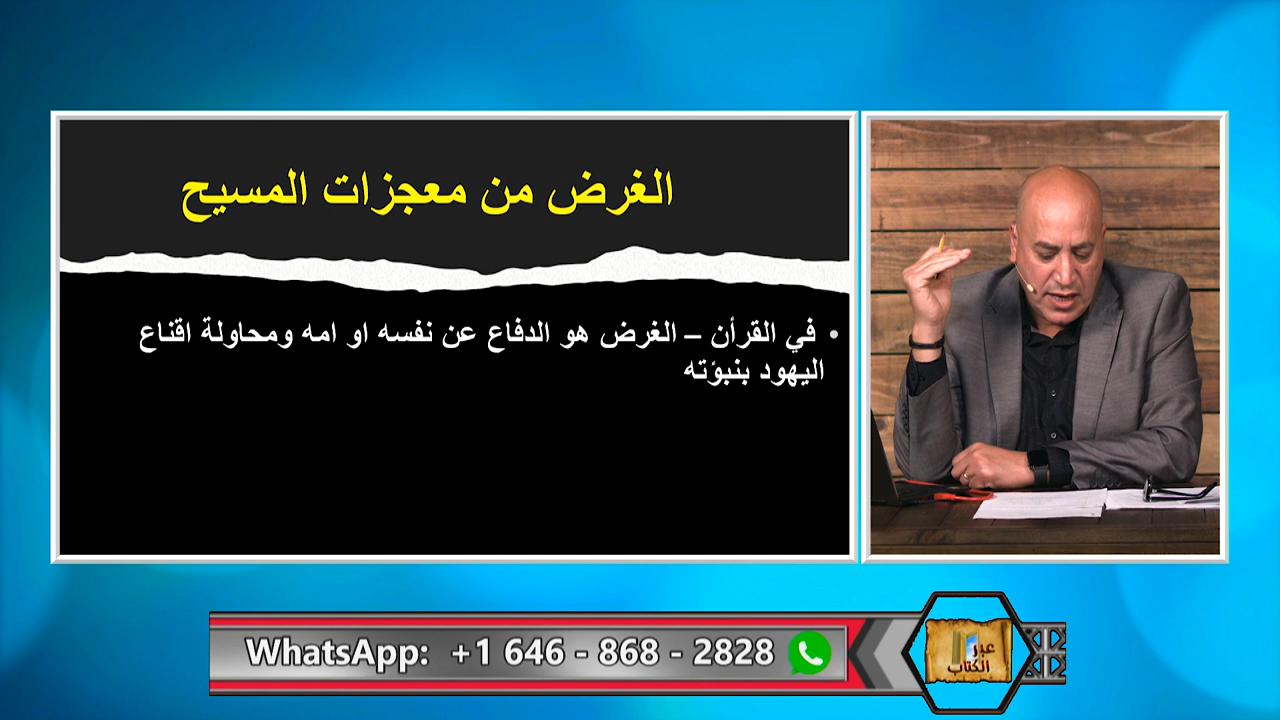 الغرض من معجزات المسيح
• في القرأن – الغرض هو الدفاع عن نفسه او امه ومحاولة اقناع
اليهود بنبؤته
WhatsApp: +1 646 - 868 - 2828
عبر
الكتاب